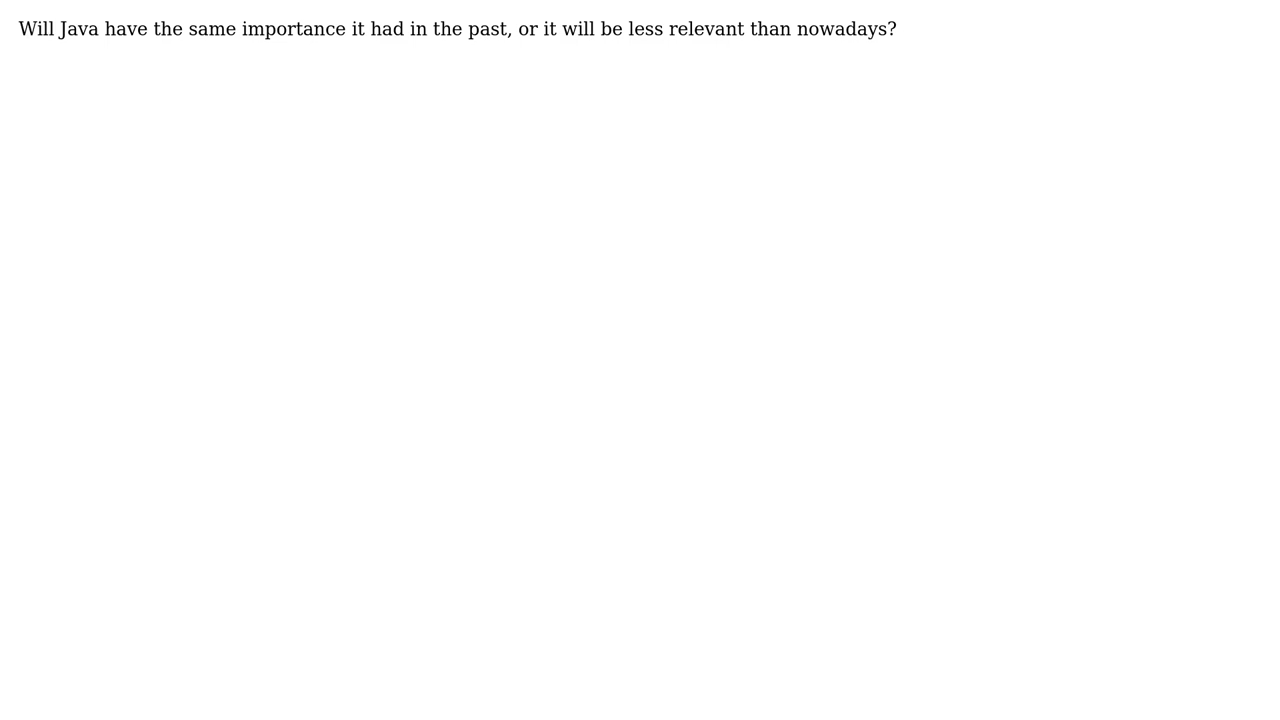 Will Java have the same importance it had in the past, or it will be less relevant than nowadays?